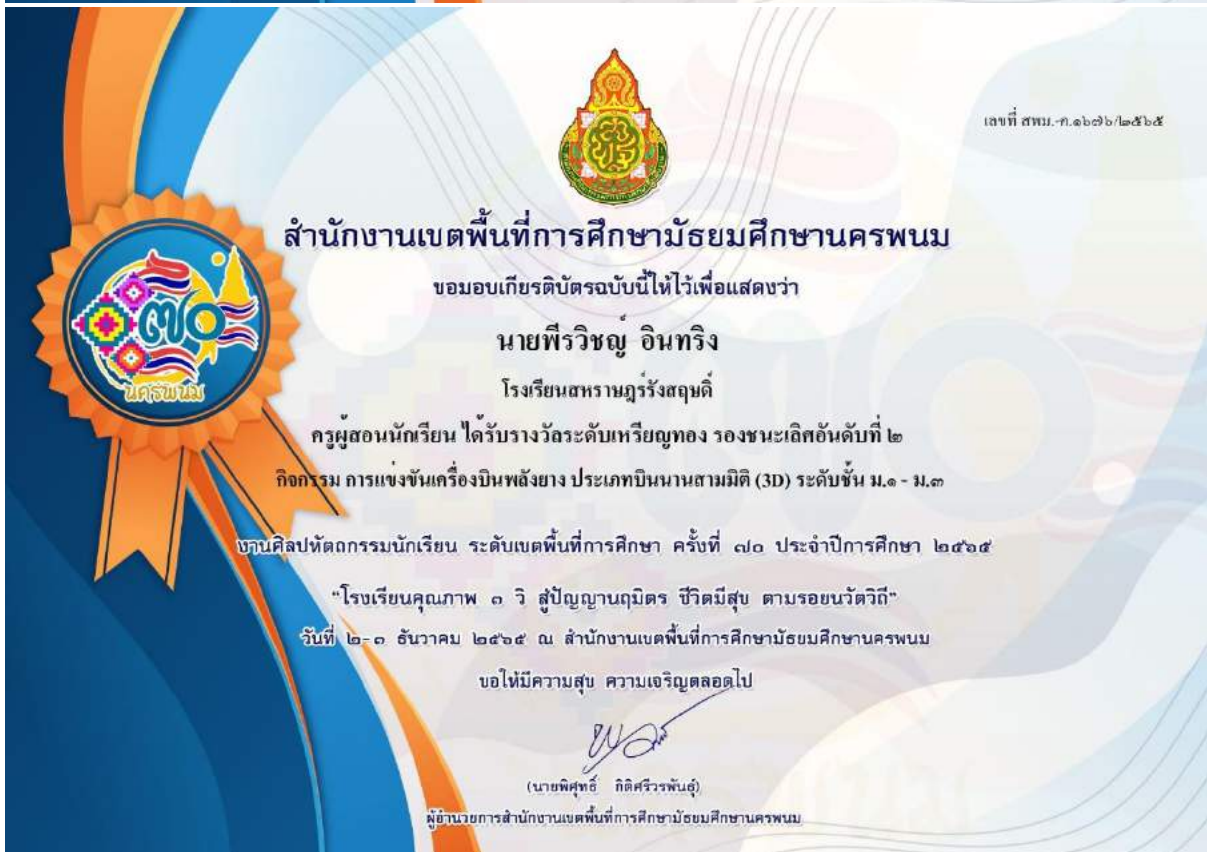 เลขที่ สพม.-ค.๑๖๗๖/๒๕๖๕
สำนักงานเขตพื้นที่การศึกษามัธยมศึกษานครพนม
ขอมอบเกียรติบัตรฉบับนี้ให้ไว้เพื่อแสดงว่า
นายพีรวิชญ์ อินทริง
โรงเรียนสหราษฎร์รังสฤษดิ์
ครูผู้สอนนักเรียน ได้รับรางวัลระดับเหรียญทอง รองชนะเลิศอันดับที่ ๒
กิจกรรม การแข่งขันเครื่องบินพลังยาง ประเภทบินนานสามมิติ (3D) ระดับชั้น ม.๑ - ม.๓
๗๐
นครพนม
งานศิลปหัตถกรรมนักเรียน ระดับเขตพื้นที่การศึกษา ครั้งที่ ๗๐ ประจำปีการศึกษา ๒๕๖๕
"โรงเรียนคุณภาพ ๓ วิ สู่ปัญญานฤมิตร ชีวิตมีสุข ตามรอยนวัตวิถี"
วันที่ ๒-๓ ธันวาคม ๒๕๖๕ ณ สำนักงานเขตพื้นที่การศึกษามัธยมศึกษานครพนม
ขอให้มีความสุข ความเจริญตลอดไป
(นายพิศุทธิ์ กิติศรีวรพันธุ์)
ผู้อำนวยการสำนักงานเขตพื้นที่การศึกษามัธยมศึกษานครพนม